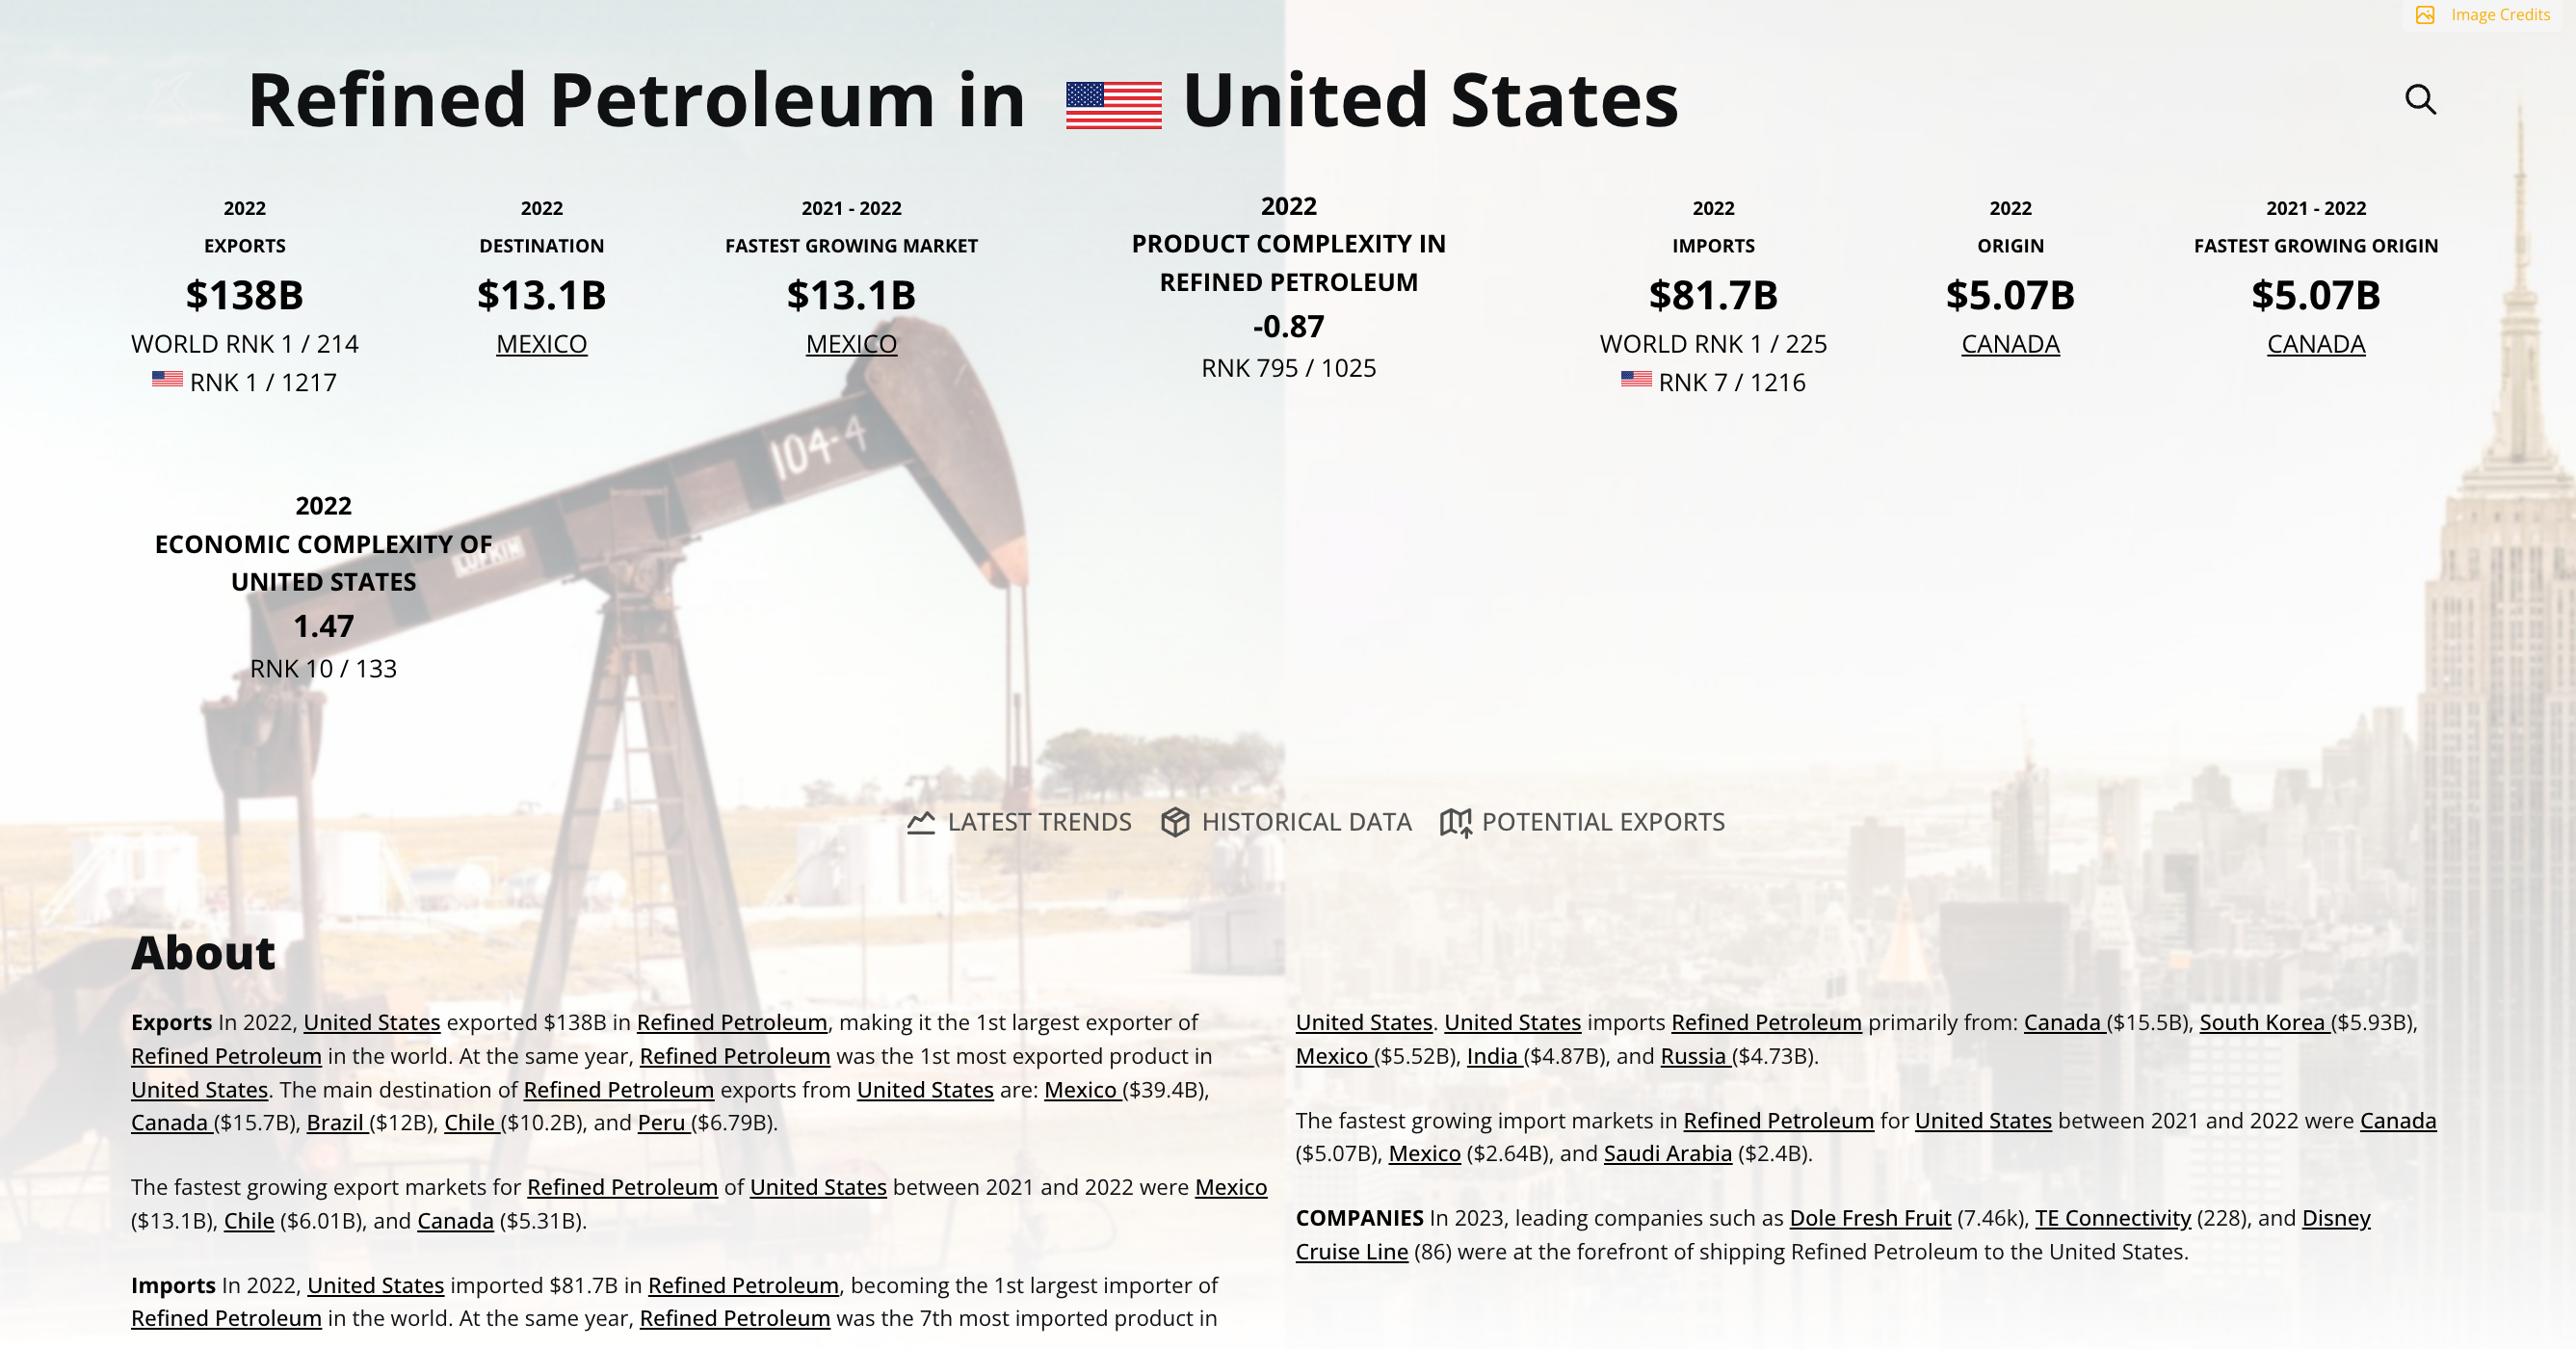 Image Credits
Refined Petroleum in United States
2022
EXPORTS
$138B
WORLD RNK 1 / 214
RNK 1 / 1217
2022
DESTINATION
$13.1B
MEXICO
2021 - 2022
FASTEST GROWING MARKET
$13.1B
MEXICO
2022
PRODUCT COMPLEXITY IN
REFINED PETROLEUM
-0.87
RNK 795 / 1025
2022
IMPORTS
$81.7B
WORLD RNK 1 / 225
RNK 7 / 1216
2022
ORIGIN
$5.07B
CANADA
2021 - 2022
FASTEST GROWING ORIGIN
$5.07B
CANADA
104-4
LUFKIN
2022
ECONOMIC COMPLEXITY OF
UNITED STATES
1.47
RNK 10 / 133
LATEST TRENDS
HISTORICAL DATA
POTENTIAL EXPORTS
About
Exports In 2022, United States exported $138B in Refined Petroleum, making it the 1st largest exporter of
Refined Petroleum in the world. At the same year, Refined Petroleum was the 1st most exported product in
United States. The main destination of Refined Petroleum exports from United States are: Mexico ($39.4B),
Canada ($15.7B), Brazil ($12B), Chile ($10.2B), and Peru ($6.79B).
The fastest growing export markets for Refined Petroleum of United States between 2021 and 2022 were Mexico
($13.1B), Chile ($6.01B), and Canada ($5.31B).
Imports In 2022, United States imported $81.7B in Refined Petroleum, becoming the 1st largest importer of
Refined Petroleum in the world. At the same year, Refined Petroleum was the 7th most imported product in
United States. United States imports Refined Petroleum primarily from: Canada ($15.5B), South Korea ($5.93B),
Mexico ($5.52B), India ($4.87B), and Russia ($4.73B).
The fastest growing import markets in Refined Petroleum for United States between 2021 and 2022 were Canada
($5.07B), Mexico ($2.64B), and Saudi Arabia ($2.4B).
COMPANIES In 2023, leading companies such as Dole Fresh Fruit (7.46k), TE Connectivity (228), and Disney
Cruise Line (86) were at the forefront of shipping Refined Petroleum to the United States.